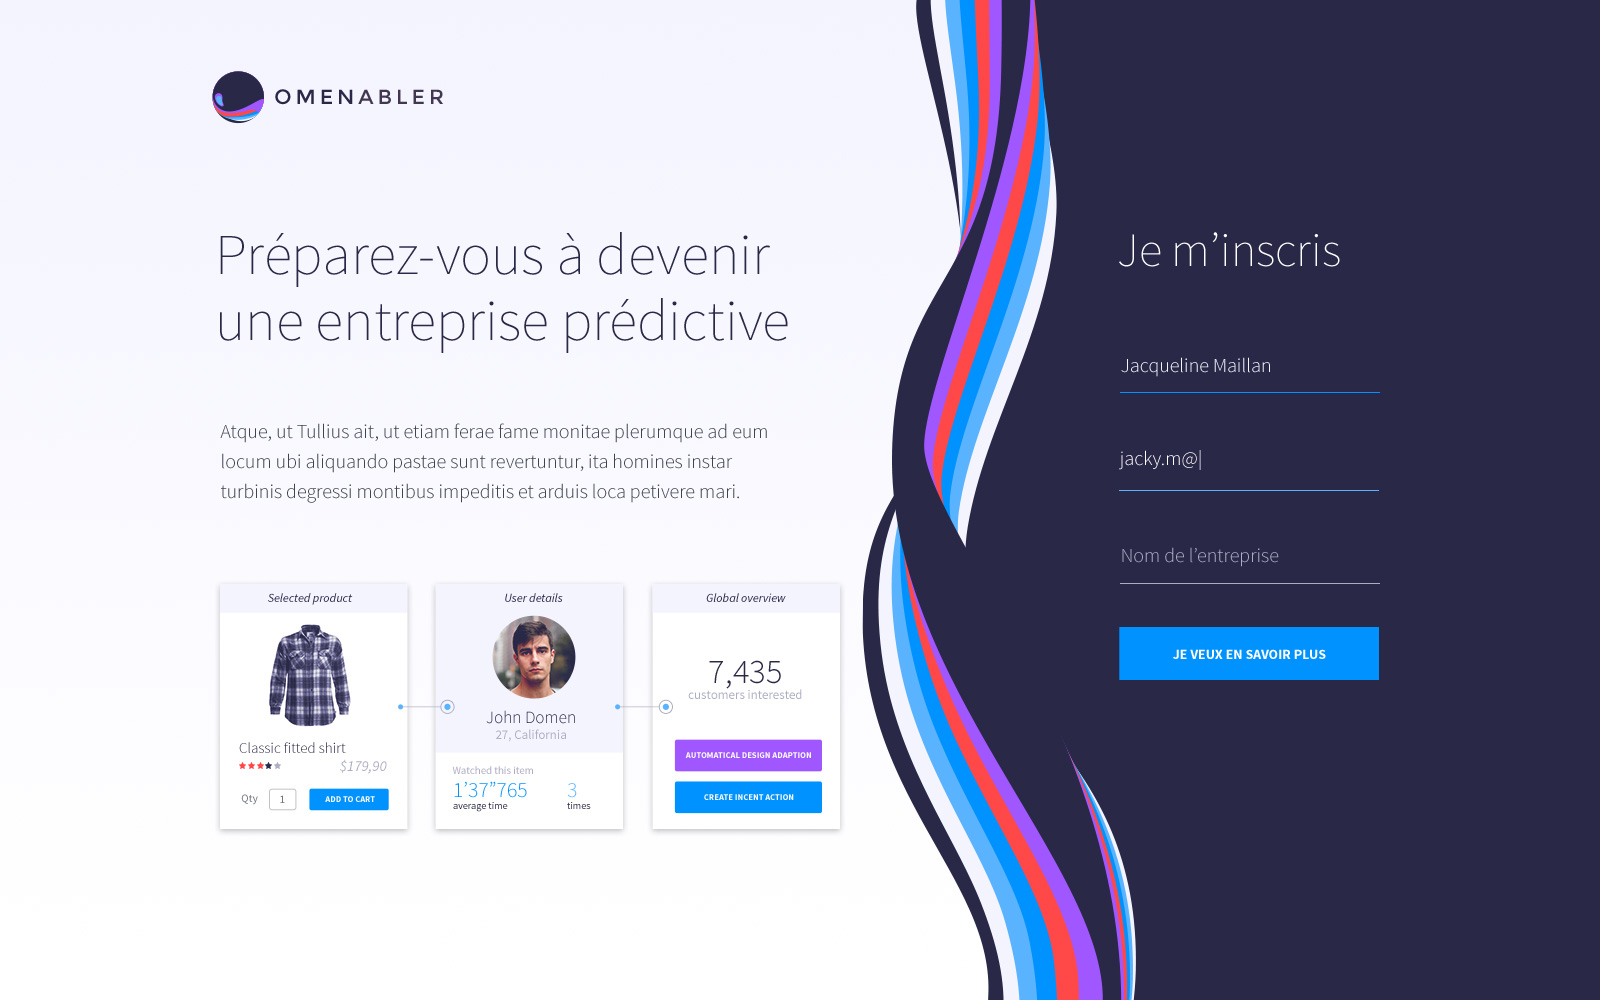 OMENABLER
Préparez-vous à devenir
une entreprise prédictive
Atque, ut Tullius ait, ut etiam ferae fame monitae plerumque ad eum
locum ubi aliquando pastae sunt revertuntur, ita homines instar
turbinis degressi montibus impeditis et arduis loca petivere mari.
Selected product
Classic fitted shirt
$179,90
Qty 1 ADD TO CART
User details
John Domen
27, California
Watched this item
1’37”765 3
average time times
Global overview
7,435
customers interested
AUTOMATICAL DESIGN ADAPTION
CREATE INCENT ACTION
Je m’inscris
Jacqueline Maillan
jacky.m@
Nom de l’entreprise
JE VEUX EN SAVOIR PLUS